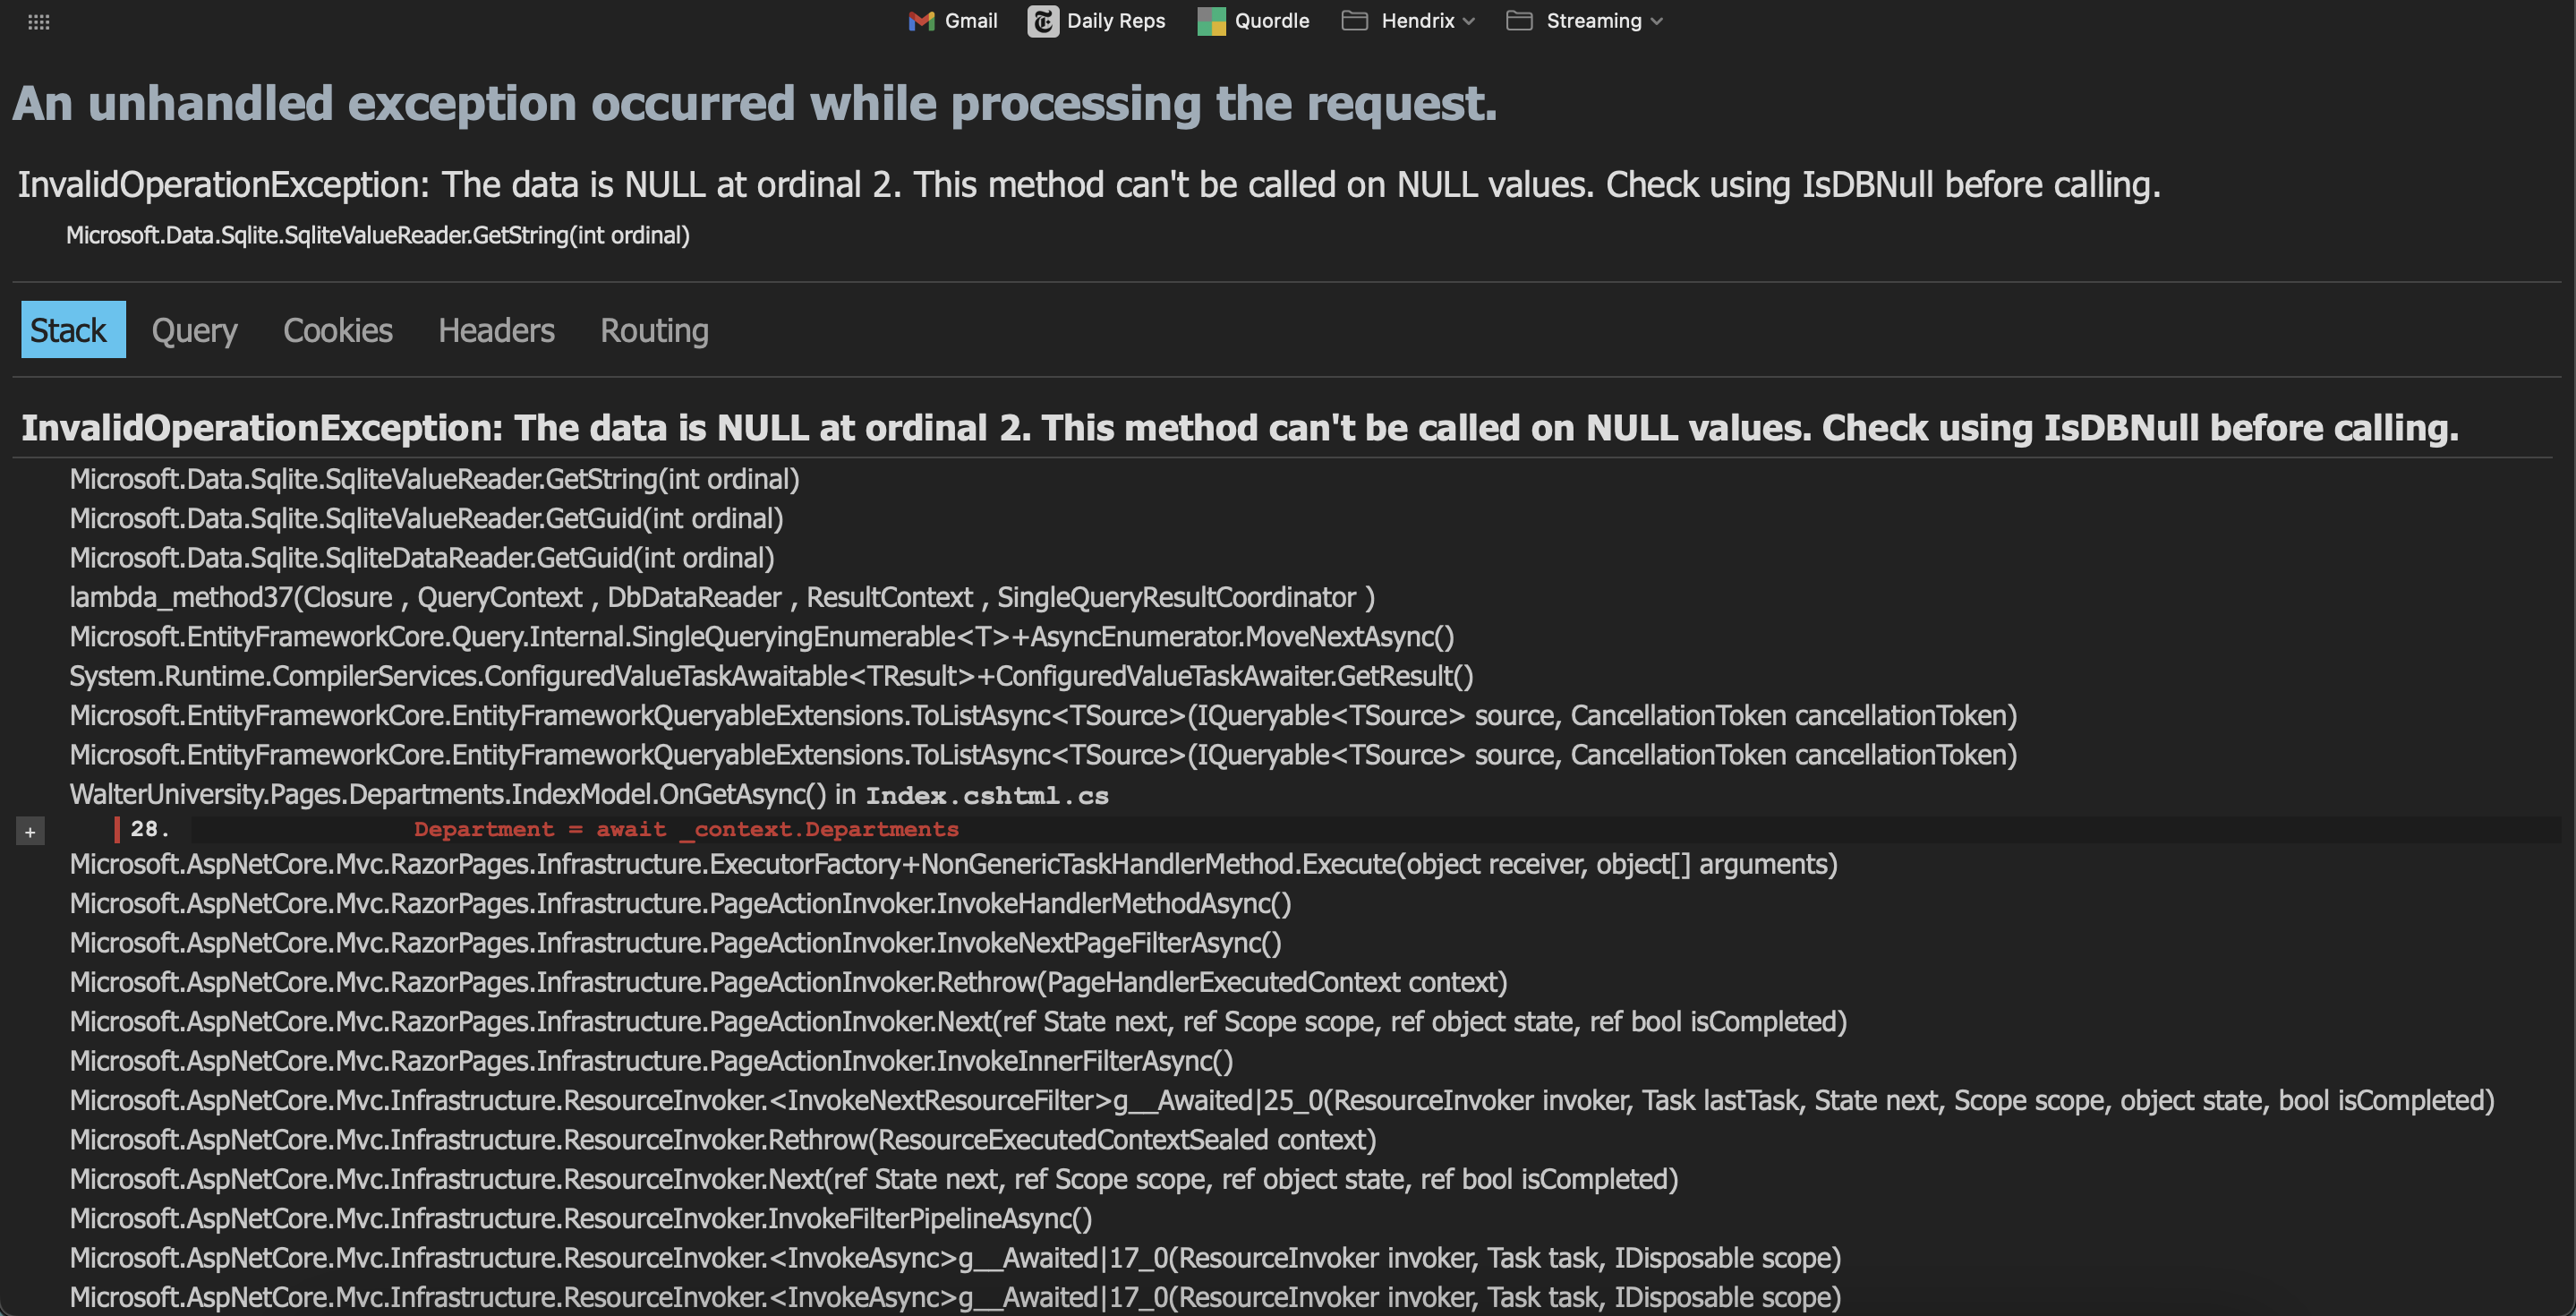 Gmail Daily Reps Quordle Hendrix Streaming
An unhandled exception occurred while processing the request.
InvalidOperationException: The data is NULL at ordinal 2. This method can't be called on NULL values. Check using IsDBNull before calling.
Microsoft.Data.Sqlite.SqliteValueReader.GetString(int ordinal)
Stack Query Cookies Headers Routing
InvalidOperationException: The data is NULL at ordinal 2. This method can't be called on NULL values. Check using IsDBNull before calling.
Microsoft.Data.Sqlite.SqliteValueReader.GetString(int ordinal)
Microsoft.Data.Sqlite.SqliteValueReader.GetGuid(int ordinal)
Microsoft.Data.Sqlite.SqliteDataReader.GetGuid(int ordinal)
lambda_method37(Closure , QueryContext , DbDataReader , ResultContext , SingleQueryResultCoordinator )
Microsoft.EntityFrameworkCore.Query.Internal.SingleQueryingEnumerable<T>+AsyncEnumerator.MoveNextAsync()
System.Runtime.CompilerServices.ConfiguredValueTaskAwaitable<TResult>+ConfiguredValueTaskAwaiter.GetResult()
Microsoft.EntityFrameworkCore.EntityFrameworkQueryableExtensions.ToListAsync<TSource>(IQueryable<TSource> source, CancellationToken cancellationToken)
Microsoft.EntityFrameworkCore.EntityFrameworkQueryableExtensions.ToListAsync<TSource>(IQueryable<TSource> source, CancellationToken cancellationToken)
WalterUniversity.Pages.Departments.IndexModel.OnGetAsync() in Index.cshtml.cs
+ 28. Department = await _context.Departments
Microsoft.AspNetCore.Mvc.RazorPages.Infrastructure.ExecutorFactory+NonGenericTaskHandlerMethod.Execute(object receiver, object[] arguments)
Microsoft.AspNetCore.Mvc.RazorPages.Infrastructure.PageActionInvoker.InvokeHandlerMethodAsync()
Microsoft.AspNetCore.Mvc.RazorPages.Infrastructure.PageActionInvoker.InvokeNextPageFilterAsync()
Microsoft.AspNetCore.Mvc.RazorPages.Infrastructure.PageActionInvoker.Rethrow(PageHandlerExecutedContext context)
Microsoft.AspNetCore.Mvc.RazorPages.Infrastructure.PageActionInvoker.Next(ref State next, ref Scope scope, ref object state, ref bool isCompleted)
Microsoft.AspNetCore.Mvc.RazorPages.Infrastructure.PageActionInvoker.InvokeInnerFilterAsync()
Microsoft.AspNetCore.Mvc.Infrastructure.ResourceInvoker.<InvokeNextResourceFilter>g__Awaited|25_0(ResourceInvoker invoker, Task lastTask, State next, Scope scope, object state, bool isCompleted)
Microsoft.AspNetCore.Mvc.Infrastructure.ResourceInvoker.Rethrow(ResourceExecutedContextSealed context)
Microsoft.AspNetCore.Mvc.Infrastructure.ResourceInvoker.Next(ref State next, ref Scope scope, ref object state, ref bool isCompleted)
Microsoft.AspNetCore.Mvc.Infrastructure.ResourceInvoker.InvokeFilterPipelineAsync()
Microsoft.AspNetCore.Mvc.Infrastructure.ResourceInvoker.<InvokeAsync>g__Awaited|17_0(ResourceInvoker invoker, Task task, IDisposable scope)
Microsoft.AspNetCore.Mvc.Infrastructure.ResourceInvoker.<InvokeAsync>g__Awaited|17_0(ResourceInvoker invoker, Task task, IDisposable scope)